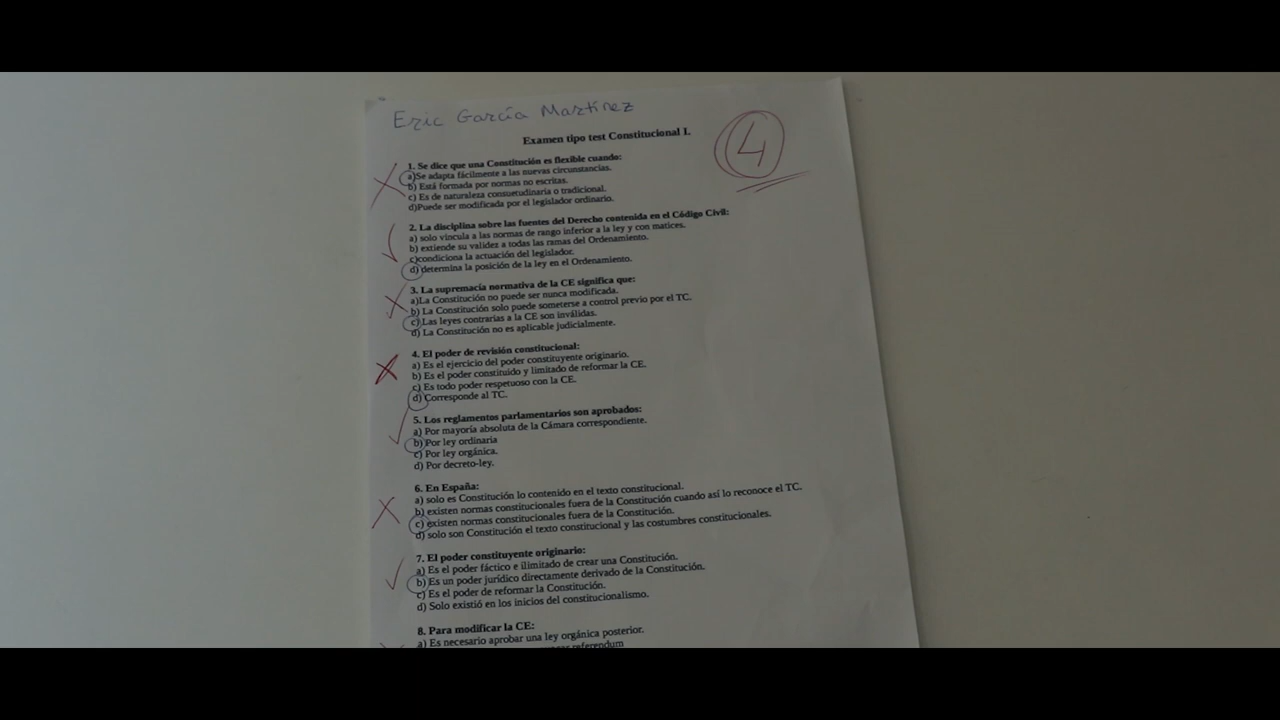 Eric García Martínez
Examen tipo test Constitucional I.
4
1. Se dice que una Constitución es flexible cuando:
a)Se adapta fácilmente a las nuevas circunstancias.
b) Está formada por normas no escritas.
c) Es de naturaleza consuetudinaria o tradicional.
d)Puede ser modificada por el legislador ordinario.
2. La disciplina sobre las fuentes del Derecho contenida en el Código Civil:
a) solo vincula a las normas de rango inferior a la ley y con matices.
b) extiende su validez a todas las ramas del Ordenamiento.
c)condiciona la actuación del legislador.
d) determina la posición de la ley en el Ordenamiento.
3. La supremacía normativa de la CE significa que:
a)La Constitución no puede ser nunca modificada.
b) La Constitución solo puede someterse a control previo por el TC.
c)Las leyes contrarias a la CE son inválidas.
d) La Constitución no es aplicable judicialmente.
4. El poder de revisión constitucional:
a) Es el ejercicio del poder constituyente originario.
b) Es el poder constituido y limitado de reformar la CE.
c) Es todo poder respetuoso con la CE.
d) Corresponde al TC.
5. Los reglamentos parlamentarios son aprobados:
a) Por mayoría absoluta de la Cámara correspondiente.
b) Por ley ordinaria
c) Por ley orgánica.
d) Por decreto-ley.
6. En España:
a) solo es Constitución lo contenido en el texto constitucional.
b) existen normas constitucionales fuera de la Constitución cuando así lo reconoce el TC.
c) existen normas constitucionales fuera de la Constitución.
d) solo son Constitución el texto constitucional y las costumbres constitucionales.
7. El poder constituyente originario:
a) Es el poder fáctico e ilimitado de crear una Constitución.
b) Es un poder jurídico directamente derivado de la Constitución.
c) Es el poder de reformar la Constitución.
d) Solo existió en los inicios del constitucionalismo.
8. Para modificar la CE:
a) Es necesario aprobar una ley orgánica posterior.
referendum